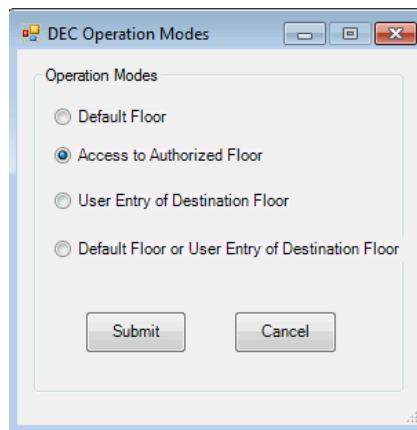 DEC Operation Modes
Operation Modes
Default Floor
Access to Authorized Floor
User Entry of Destination Floor
Default Floor or User Entry of Destination Floor
Submit Cancel